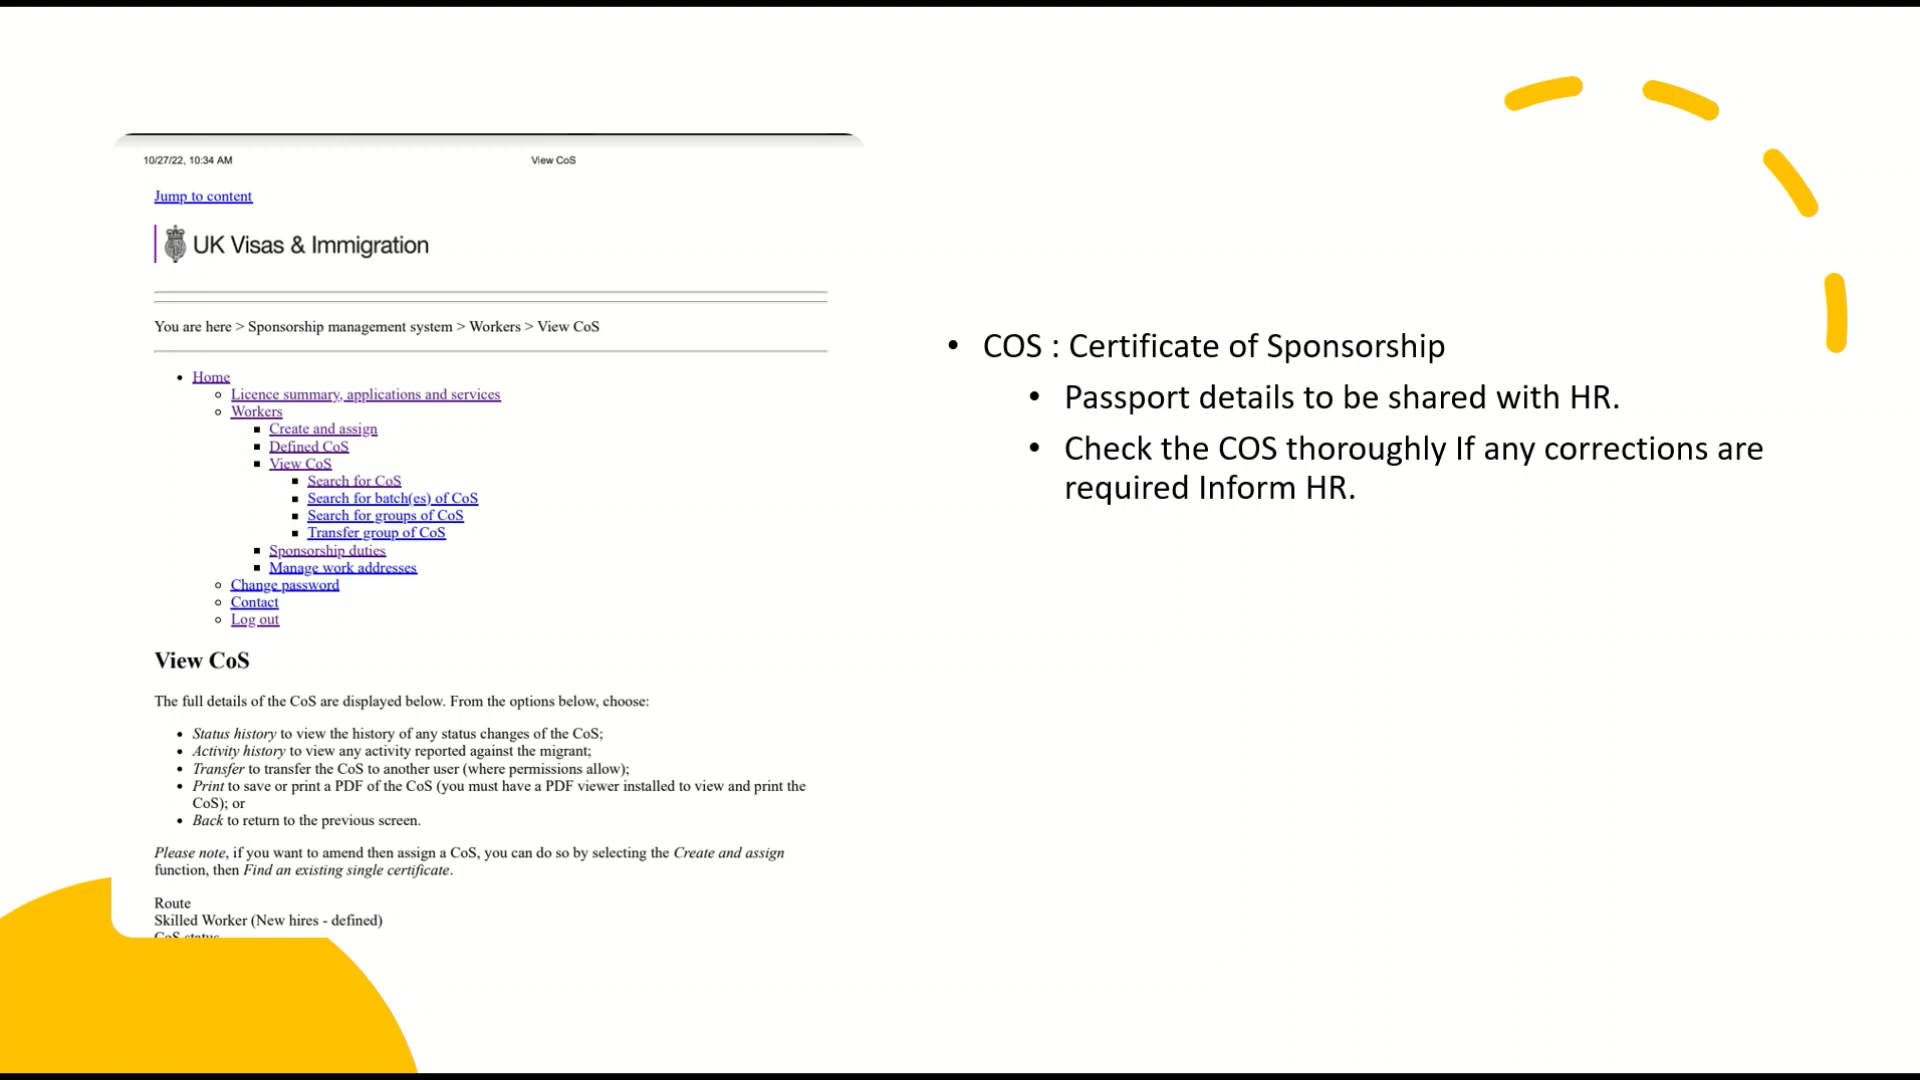 10/27/22, 10:34 AM
View CoS
Jump to content
UK Visas & Immigration
You are here > Sponsorship management system > Workers > View CoS
Home
Licence summary, applications and services
Workers
Create and assign
Defined CoS
View CoS
Search for CoS
Search for batch(es) of CoS
Search for groups of CoS
Transfer group of CoS
Sponsorship duties
Manage work addresses
Change password
Contact
Log out
View CoS
The full details of the CoS are displayed below. From the options below, choose:
Status history to view the history of any status changes of the CoS;
Activity history to view any activity reported against the migrant;
Transfer to transfer the CoS to another user (where permissions allow);
Print to save or print a PDF of the CoS (you must have a PDF viewer installed to view and print the
CoS); or
Back to return to the previous screen.
Please note, if you want to amend then assign a CoS, you can do so by selecting the Create and assign
function, then Find an existing single certificate.
Route
Skilled Worker (New hires - defined)
CoS status
COS : Certificate of Sponsorship
Passport details to be shared with HR.
Check the COS thoroughly If any corrections are
required Inform HR.